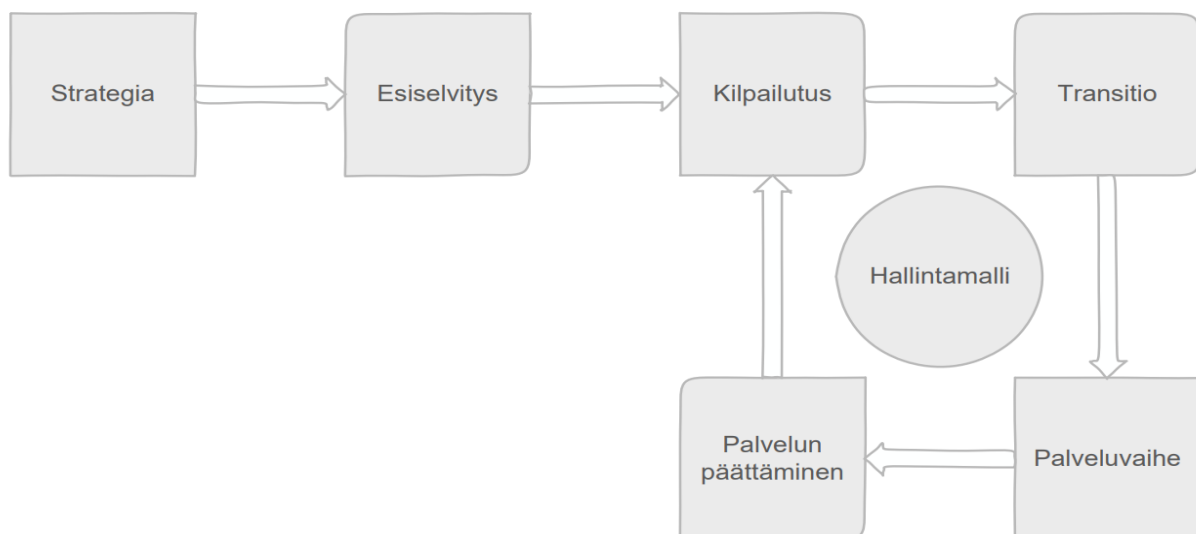 Strategia
Esiselvitys
Kilpailutus
Transitio
Hallintamalli
Palvelun
päättäminen
Palveluvaihe